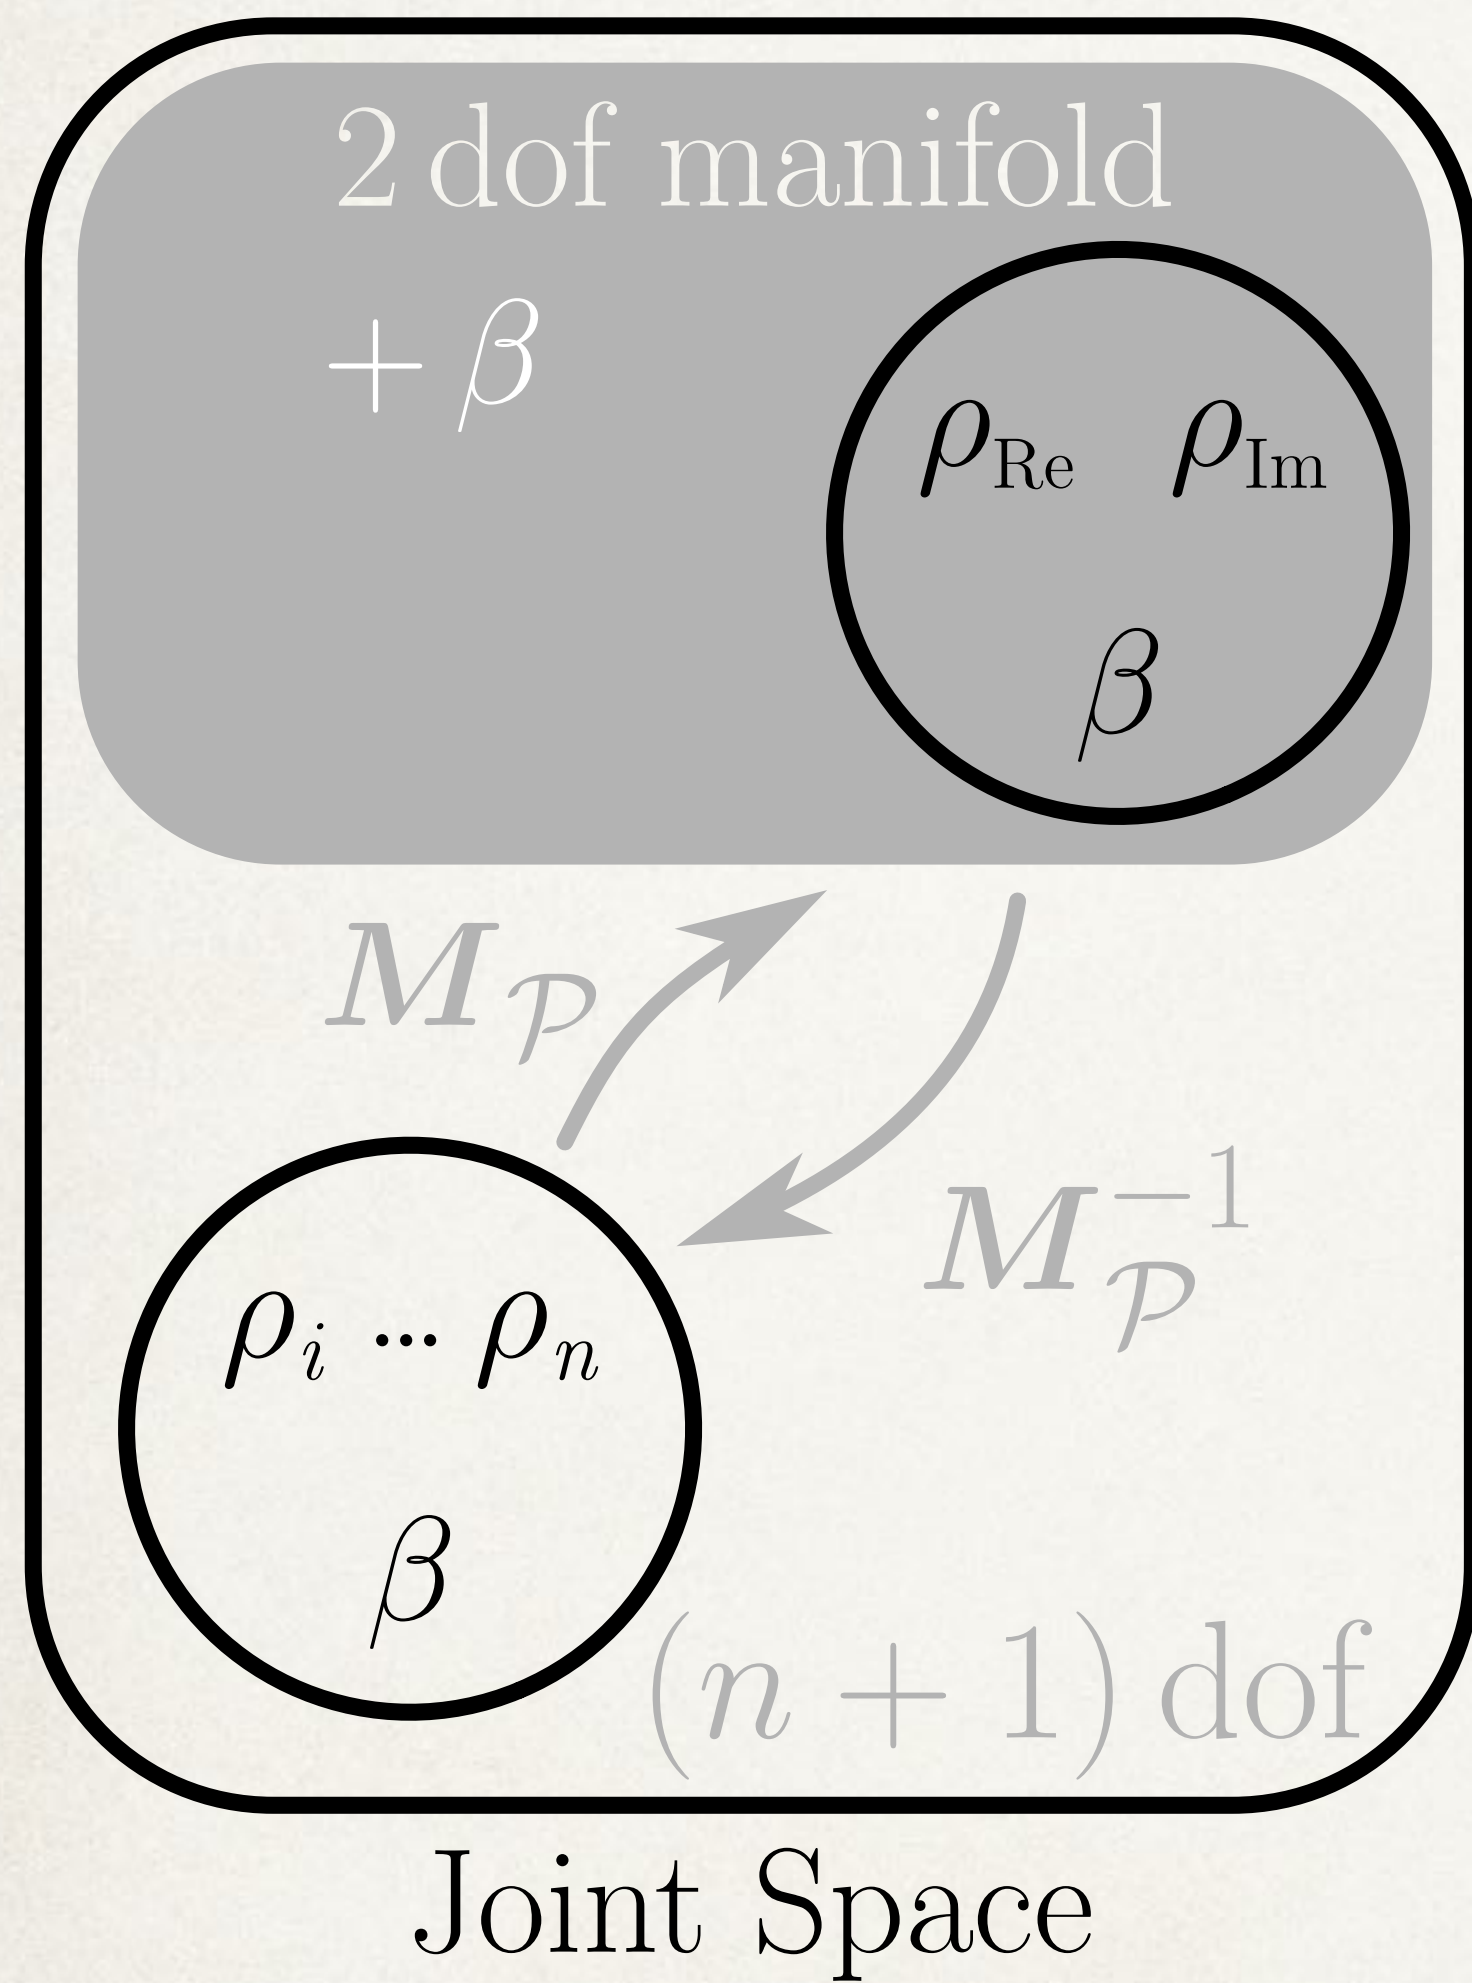 2 dof manifold
+ β
ρ_Re ρ_Im
β
M_𝒫
M_𝒫^{-1}
ρ_i ... ρ_n
β
(n + 1) dof
Joint Space